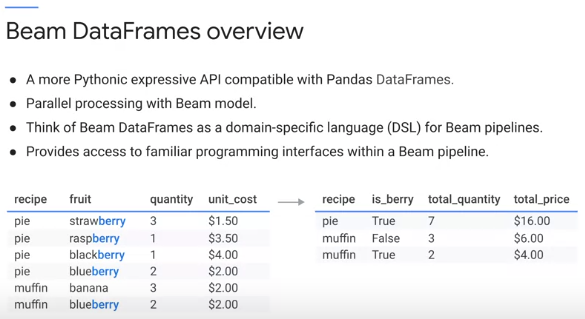 Beam DataFrames overview
● A more Pythonic expressive API compatible with Pandas DataFrames.
● Parallel processing with Beam model.
● Think of Beam DataFrames as a domain-specific language (DSL) for Beam pipelines.
● Provides access to familiar programming interfaces within a Beam pipeline.
recipe fruit quantity unit_cost
pie strawberry 3 $1.50
pie raspberry 1 $3.50
pie blackberry 1 $4.00
pie blueberry 2 $2.00
muffin banana 3 $2.00
muffin blueberry 2 $2.00
recipe is_berry total_quantity total_price
pie True 7 $16.00
muffin False 3 $6.00
muffin True 2 $4.00